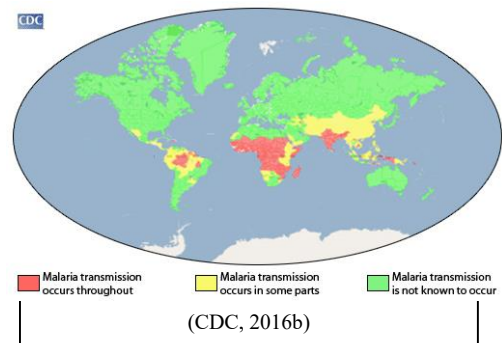 CDC
Malaria transmission occurs throughout
Malaria transmission occurs in some parts
Malaria transmission is not known to occur
(CDC, 2016b)